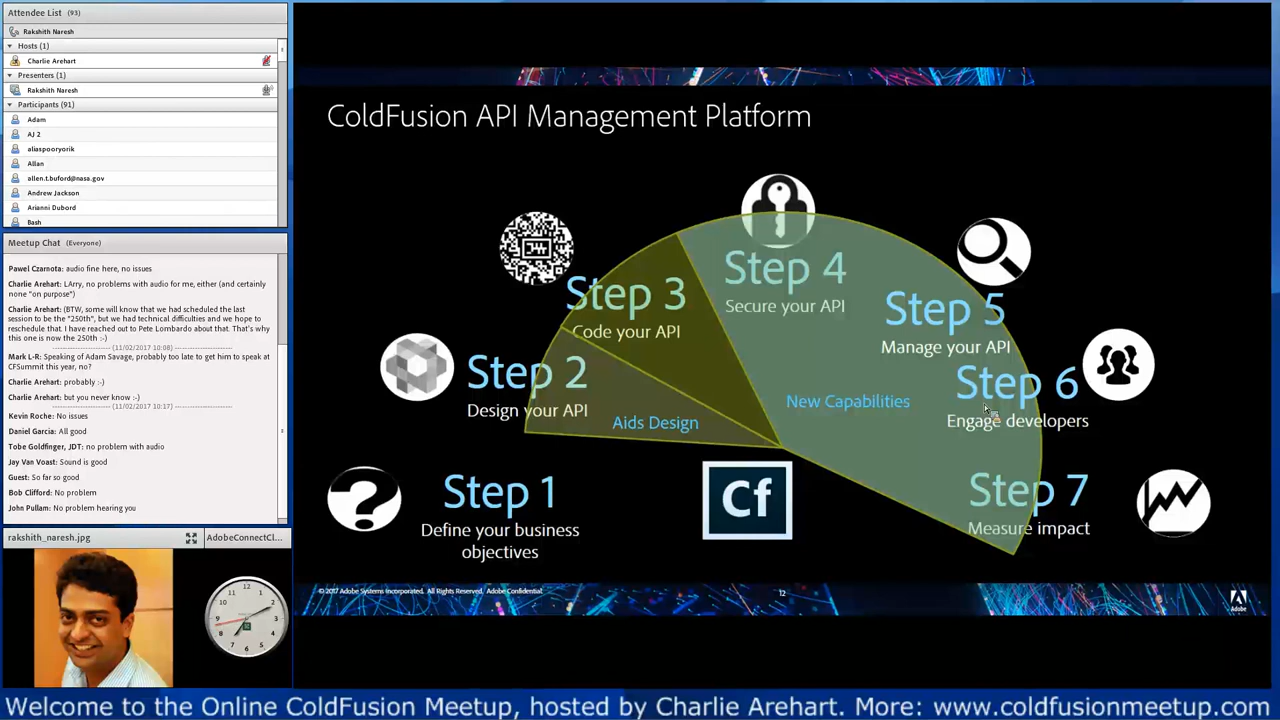 Attendee List (93)
Rakshith Naresh
Hosts (1)
Charlie Arehart
Presenters (1)
Rakshith Naresh
Participants (91)
Adam
AJ 2
aliaspooryorik
Allan
allen.t.buford@nasa.gov
Andrew Jackson
Arianni Dubord
Bash
Meetup Chat (Everyone)
Pawel Czarnota: audio fine here, no issues
Charlie Arehart: LArry, no problems with audio for me, either (and certainly
none "on purpose")
Charlie Arehart: (BTW, some will know that we had scheduled the last
session to be the "250th", but we had technical difficulties and we hope to
reschedule that. I have reached out to Pete Lombardo about that. That's why
this one is now the 250th :-)
(11/02/2017 10:08)
Mark L-R: Speaking of Adam Savage, probably too late to get him to speak at
CFSummit this year, no?
Charlie Arehart: probably :-)
Charlie Arehart: but you never know :-)
(11/02/2017 10:17)
Kevin Roche: No issues
Daniel Garcia: All good
Tobe Goldfinger, JDT: no problem with audio
Jay Van Voast: Sound is good
Guest: So far so good
Bob Clifford: No problem
John Pullam: No problem hearing you
rakshith_naresh.jpg
AdobeConnectCl...
12
1
2
3
4
5
6
7
8
9
10
11
ColdFusion API Management Platform
Step 4
Secure your API
Step 3
Code your API
Step 5
Manage your API
Step 2
Design your API
Step 6
Engage developers
New Capabilities
Aids Design
Step 1
Define your business
objectives
Cf
Step 7
Measure impact
© 2017 Adobe Systems Incorporated. All Rights Reserved. Adobe Confidential.
12
Adobe
Welcome to the Online ColdFusion Meetup, hosted by Charlie Arehart. More: www.coldfusionmeetup.com